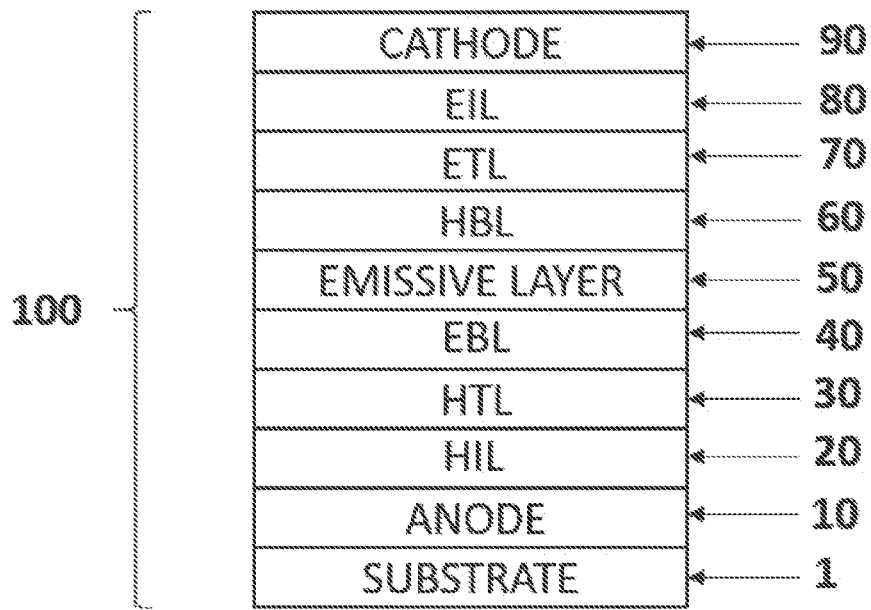 CATHODE 90
EIL 80
ETL 70
HBL 60
EMISSIVE LAYER 50
100
EBL 40
HTL 30
HIL 20
ANODE 10
SUBSTRATE 1